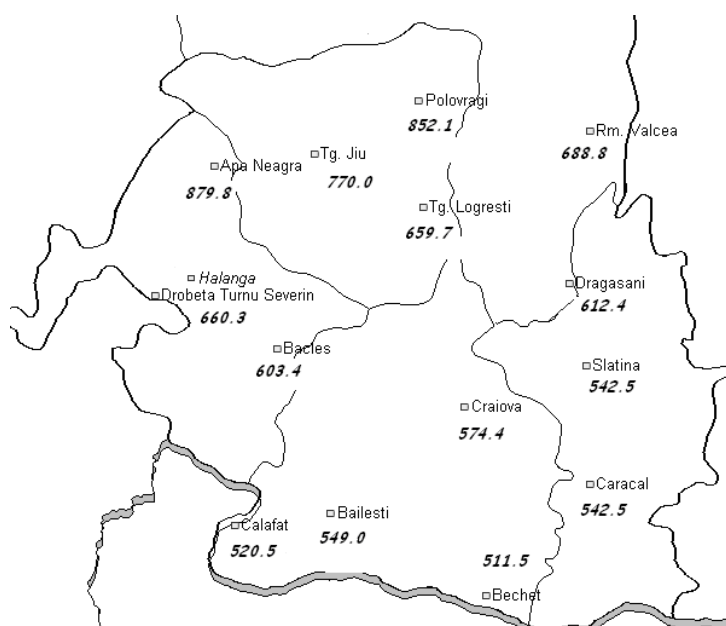 Polovragi
852.1
Rm. Valcea
688.8
Tg. Jiu
770.0
Apa Neagra
879.8
Tg. Logresti
659.7
Halanga
Drobeta Turnu Severin
660.3
Dragasani
612.4
Bacles
603.4
Slatina
542.5
Craiova
574.4
Caracal
542.5
Bailesti
549.0
Calafat
520.5
511.5
Bechet